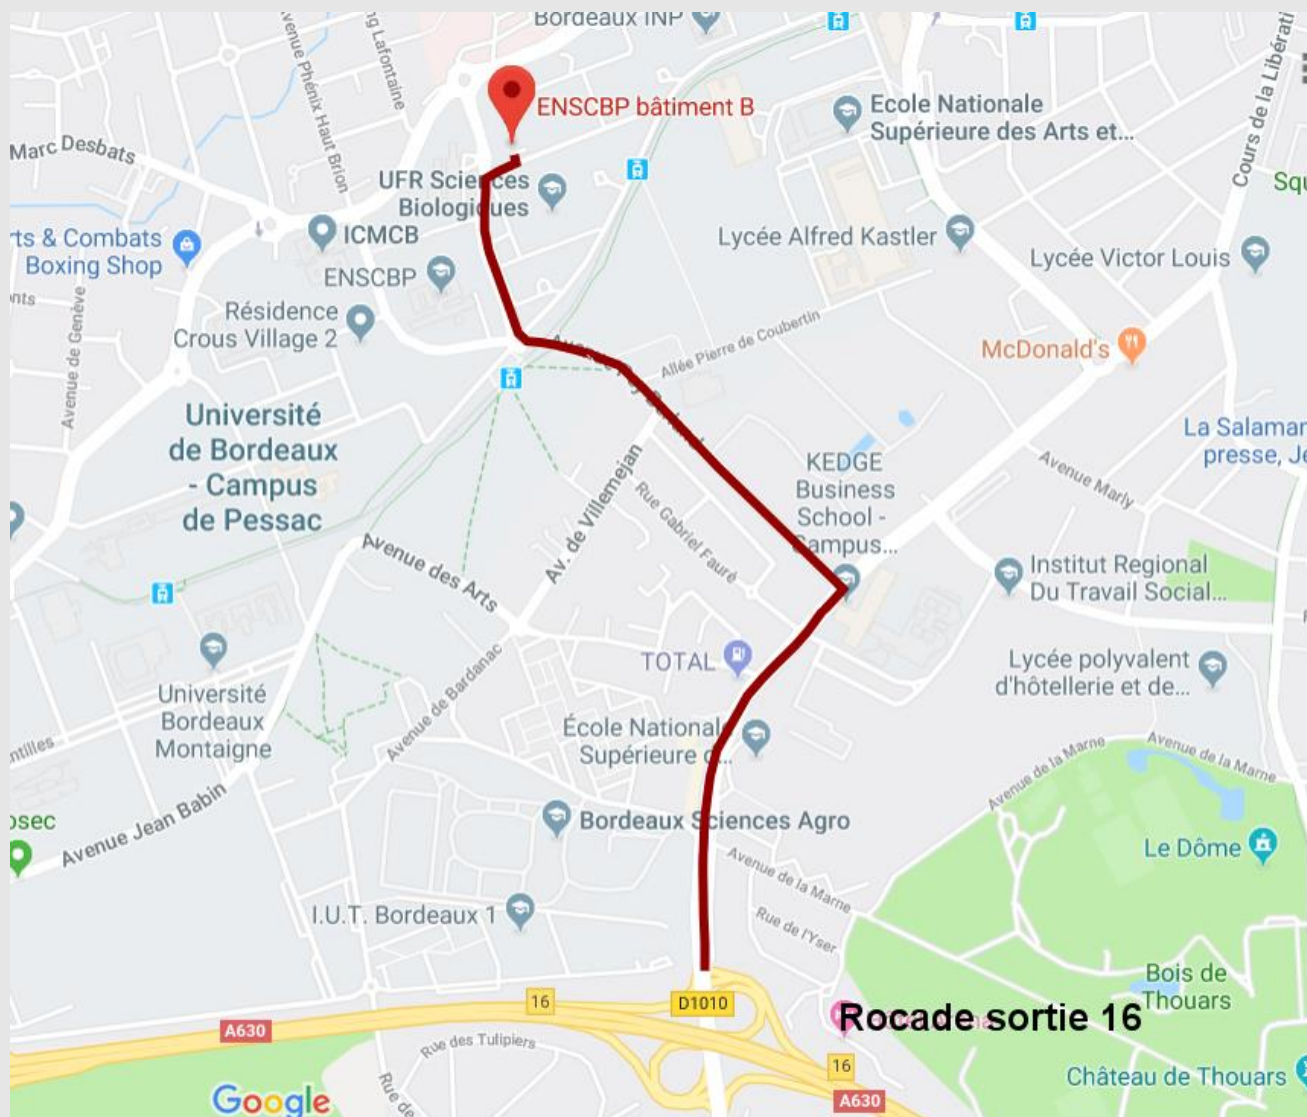 Bordeaux INP
Lafontaine
Avenue Phénix Haut Brion
ENSCBP bâtiment B
Ecole Nationale
Supérieure des Arts et...
Cours de la Libérati
Marc Desbats
UFR Sciences
Biologiques
Squ
ICMCB
rts & Combats
Boxing Shop
ENSCBP
Lycée Alfred Kastler
Lycée Victor Louis
Avenue de Genève
Résidence
Crous Village 2
Allée Pierre de Coubertin
McDonald's
Université
de Bordeaux
- Campus
de Pessac
La Salaman
presse, Je
KEDGE
Business
School -
Campus...
Avenue Marly
Av. de Villemejan
Rue Gabriel Fauré
Avenue des Arts
Institut Regional
Du Travail Social...
TOTAL
Lycée polyvalent
d'hôtellerie et de...
Université
Bordeaux
Montaigne
Avenue de Bardanac
École Nationale
Supérieure d...
ntilles
Avenue de la Marne
Avenue de la Marne
osec
Avenue Jean Babin
Bordeaux Sciences Agro
Le Dôme
Avenue de la Marne
I.U.T. Bordeaux 1
Rue de l'Yser
Bois de
Thouars
16
D1010
Rocade sortie 16
A630
Rue des Tulipiers
16
Château de Thouars
A630
Rue de
Google